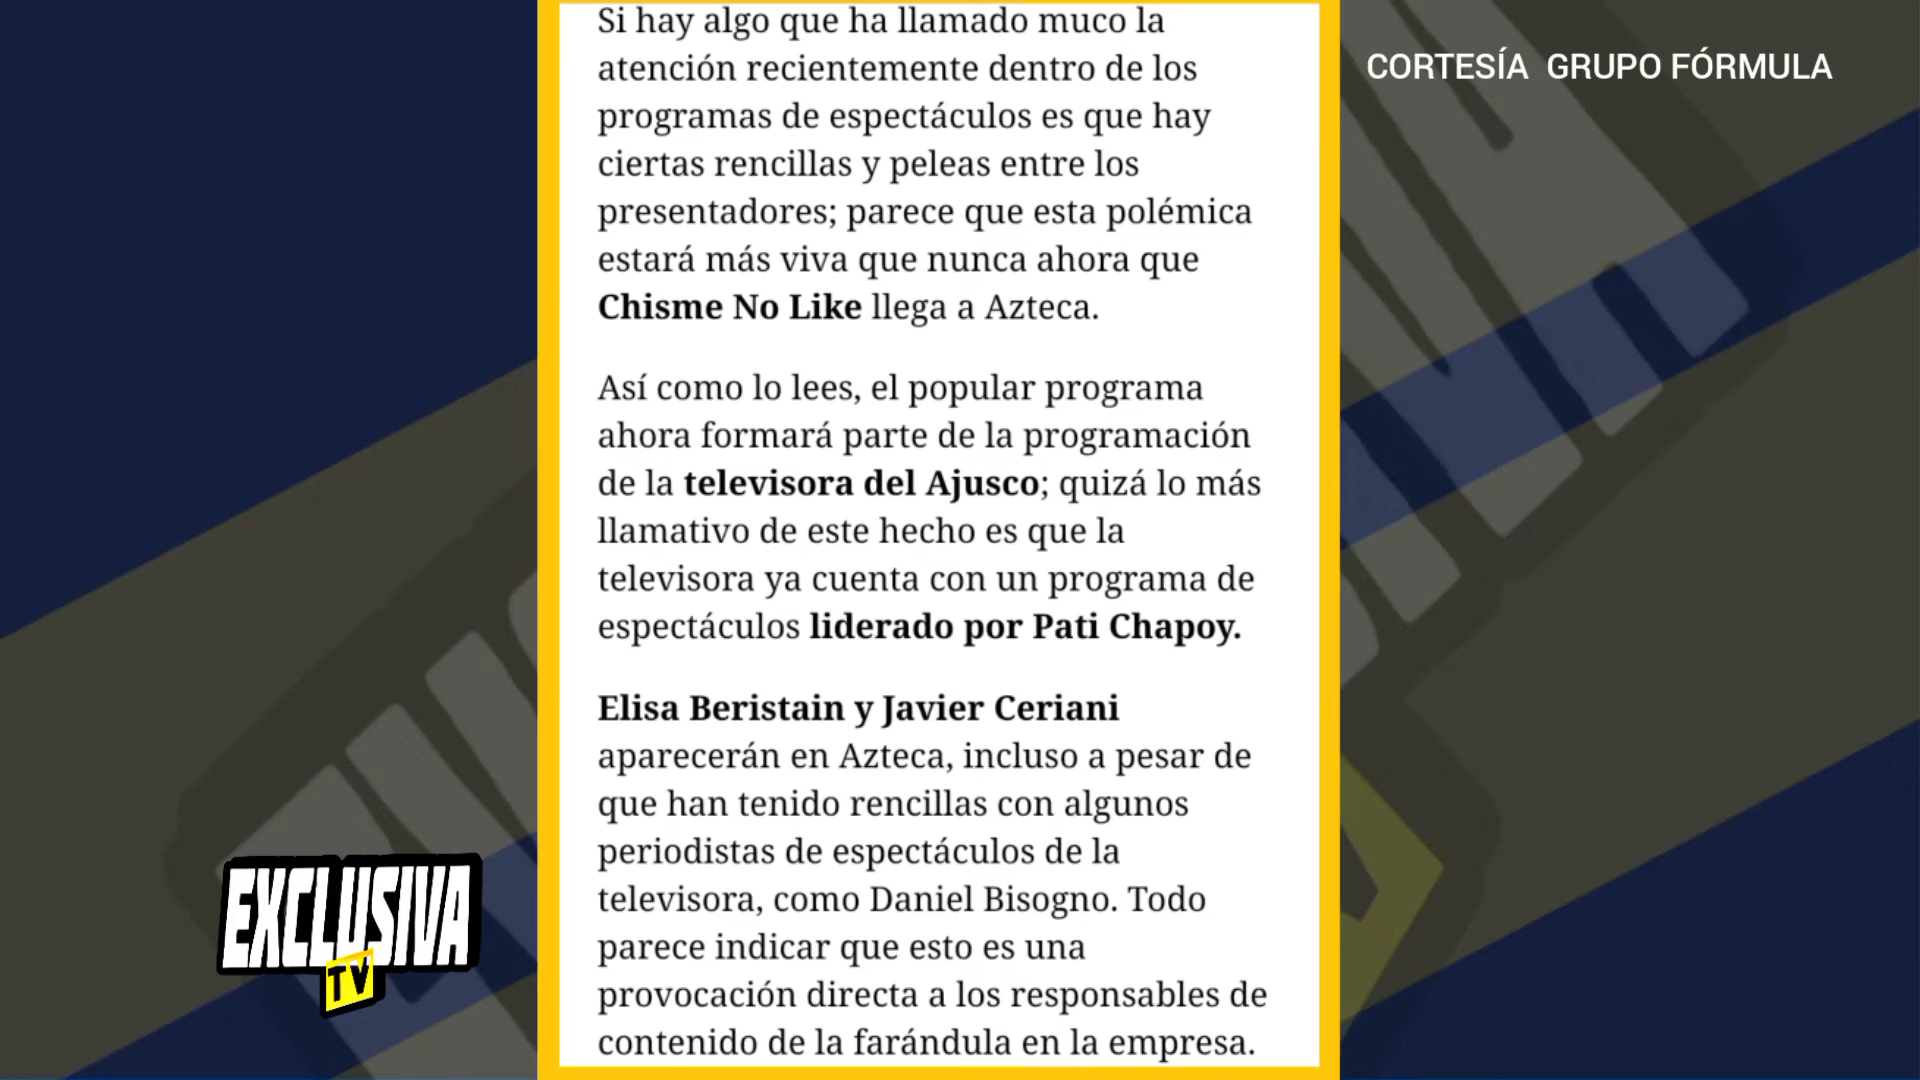 Si hay algo que ha llamado muco la
atención recientemente dentro de los
programas de espectáculos es que hay
ciertas rencillas y peleas entre los
presentadores; parece que esta polémica
estará más viva que nunca ahora que
Chisme No Like llega a Azteca.
Así como lo lees, el popular programa
ahora formará parte de la programación
de la televisora del Ajusco; quizá lo más
llamativo de este hecho es que la
televisora ya cuenta con un programa de
espectáculos liderado por Pati Chapoy.
Elisa Beristain y Javier Ceriani
aparecerán en Azteca, incluso a pesar de
que han tenido rencillas con algunos
periodistas de espectáculos de la
televisora, como Daniel Bisogno. Todo
parece indicar que esto es una
provocación directa a los responsables de
contenido de la farándula en la empresa.
CORTESÍA GRUPO FÓRMULA
EXCLUSIVA
TV